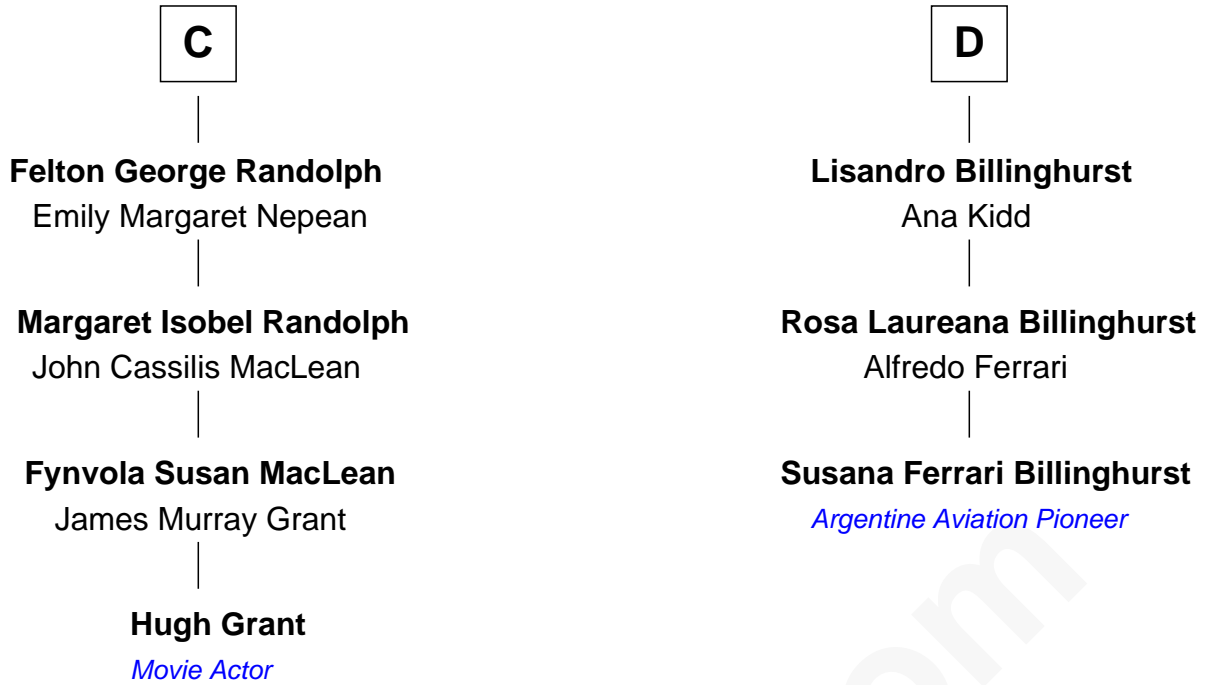 C
Felton George Randolph
Emily Margaret Nepean
Margaret Isobel Randolph
John Cassilis MacLean
Fynvola Susan MacLean
James Murray Grant
Hugh Grant
Movie Actor
D
Lisandro Billinghurst
Ana Kidd
Rosa Laureana Billinghurst
Alfredo Ferrari
Susana Ferrari Billinghurst
Argentine Aviation Pioneer
om